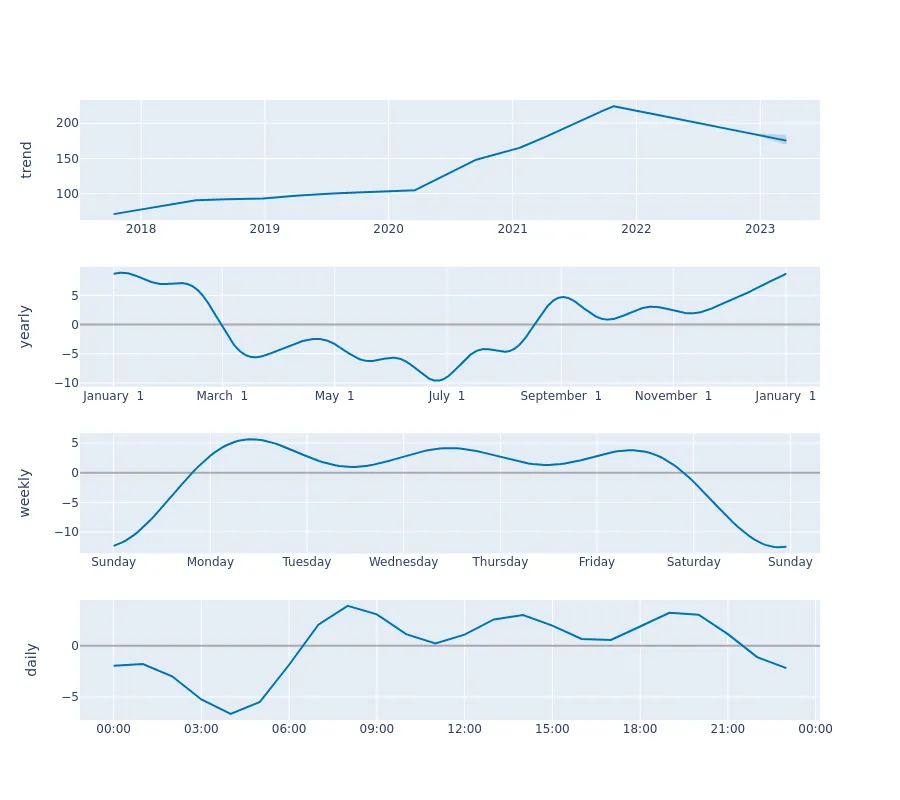 trend
200
150
100
2018 2019 2020 2021 2022 2023
yearly
5
0
−5
−10
January 1 March 1 May 1 July 1 September 1 November 1 January 1
weekly
5
0
−5
−10
Sunday Monday Tuesday Wednesday Thursday Friday Saturday Sunday
daily
0
−5
00:00 03:00 06:00 09:00 12:00 15:00 18:00 21:00 00:00